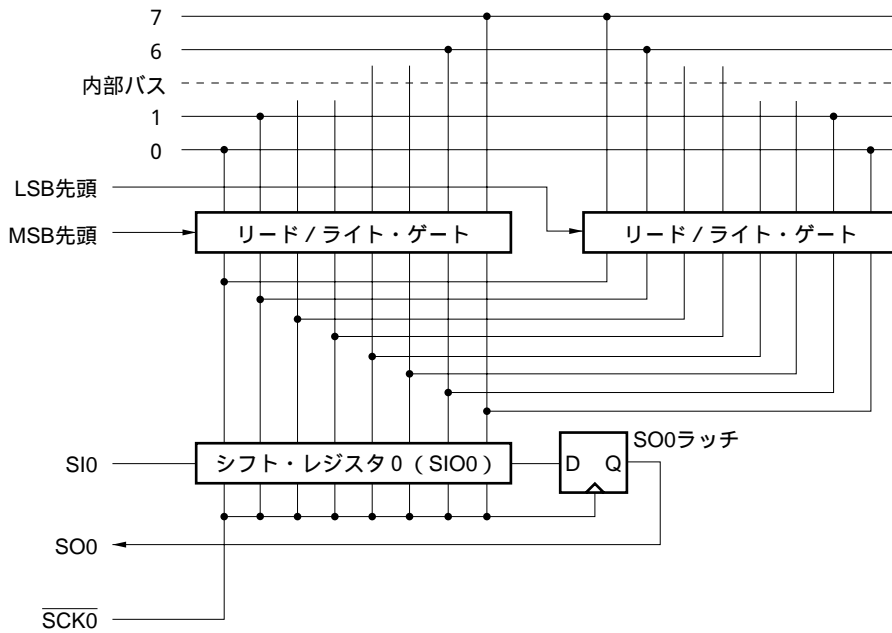 7
6
内部バス
1
0
LSB先頭
MSB先頭
リード / ライト・ゲート
リード / ライト・ゲート
SO0ラッチ
SI0
シフト・レジスタ 0 （SIO0）
D Q
SO0
SCK0